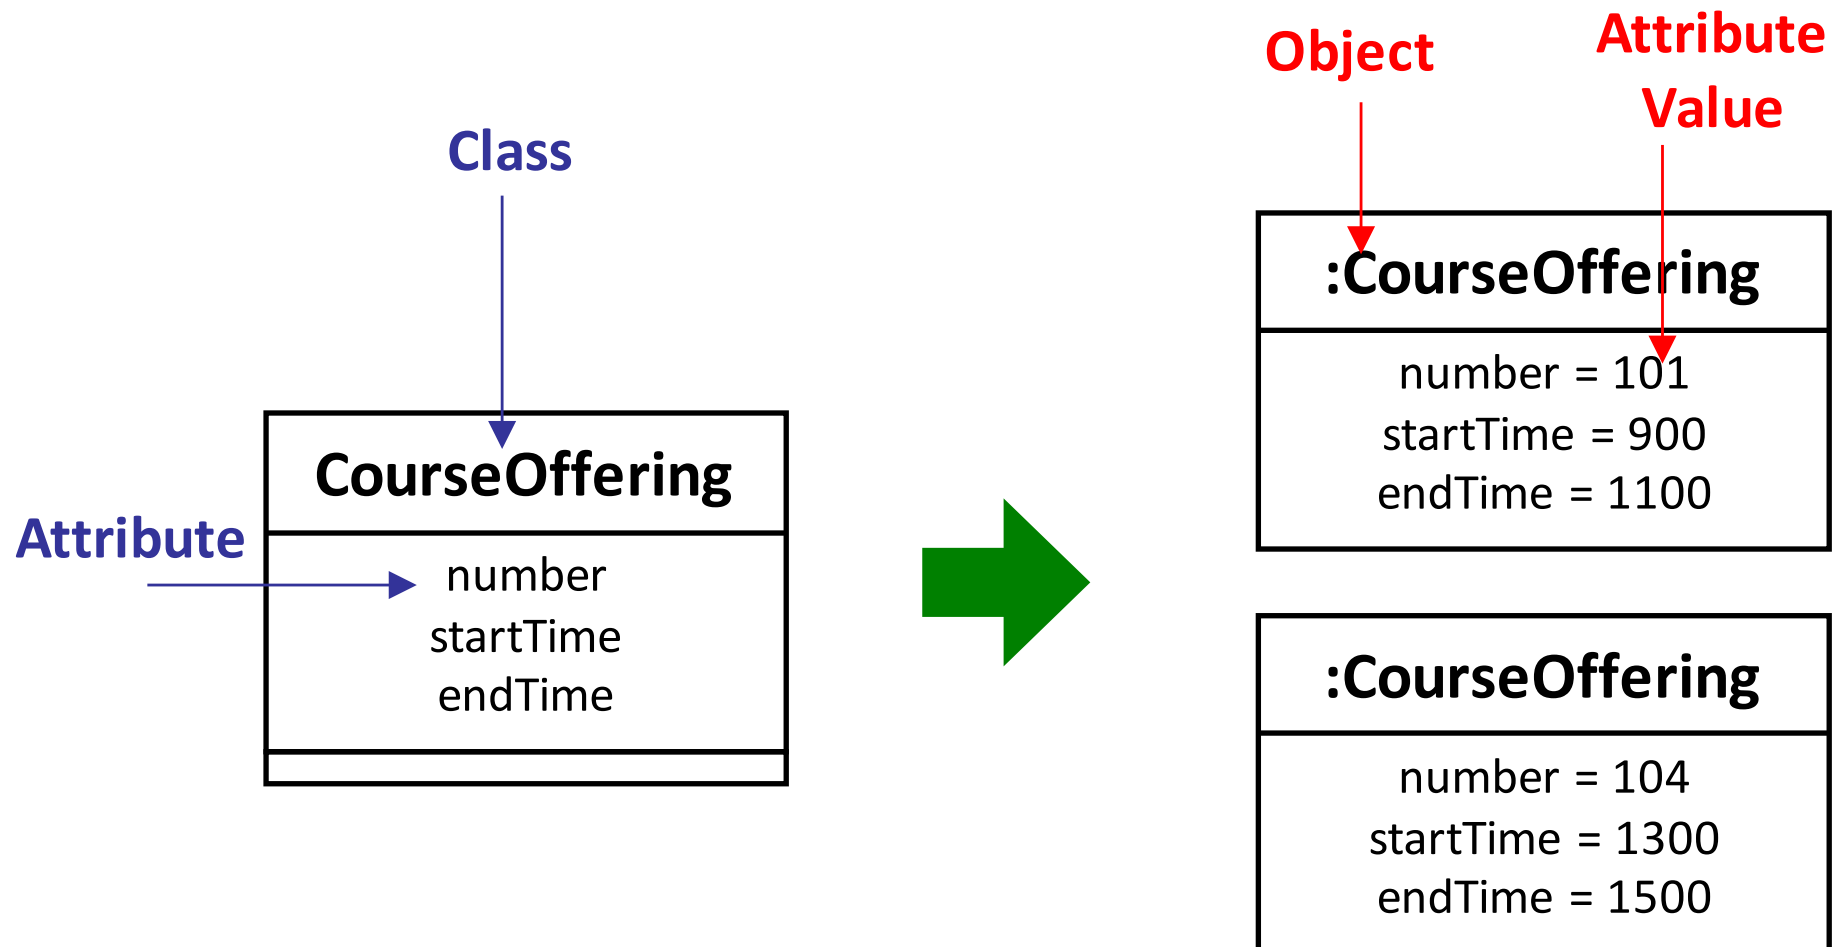 Class
Attribute
CourseOffering
number
startTime
endTime
Object
Attribute
Value
:CourseOffering
number = 101
startTime = 900
endTime = 1100
:CourseOffering
number = 104
startTime = 1300
endTime = 1500